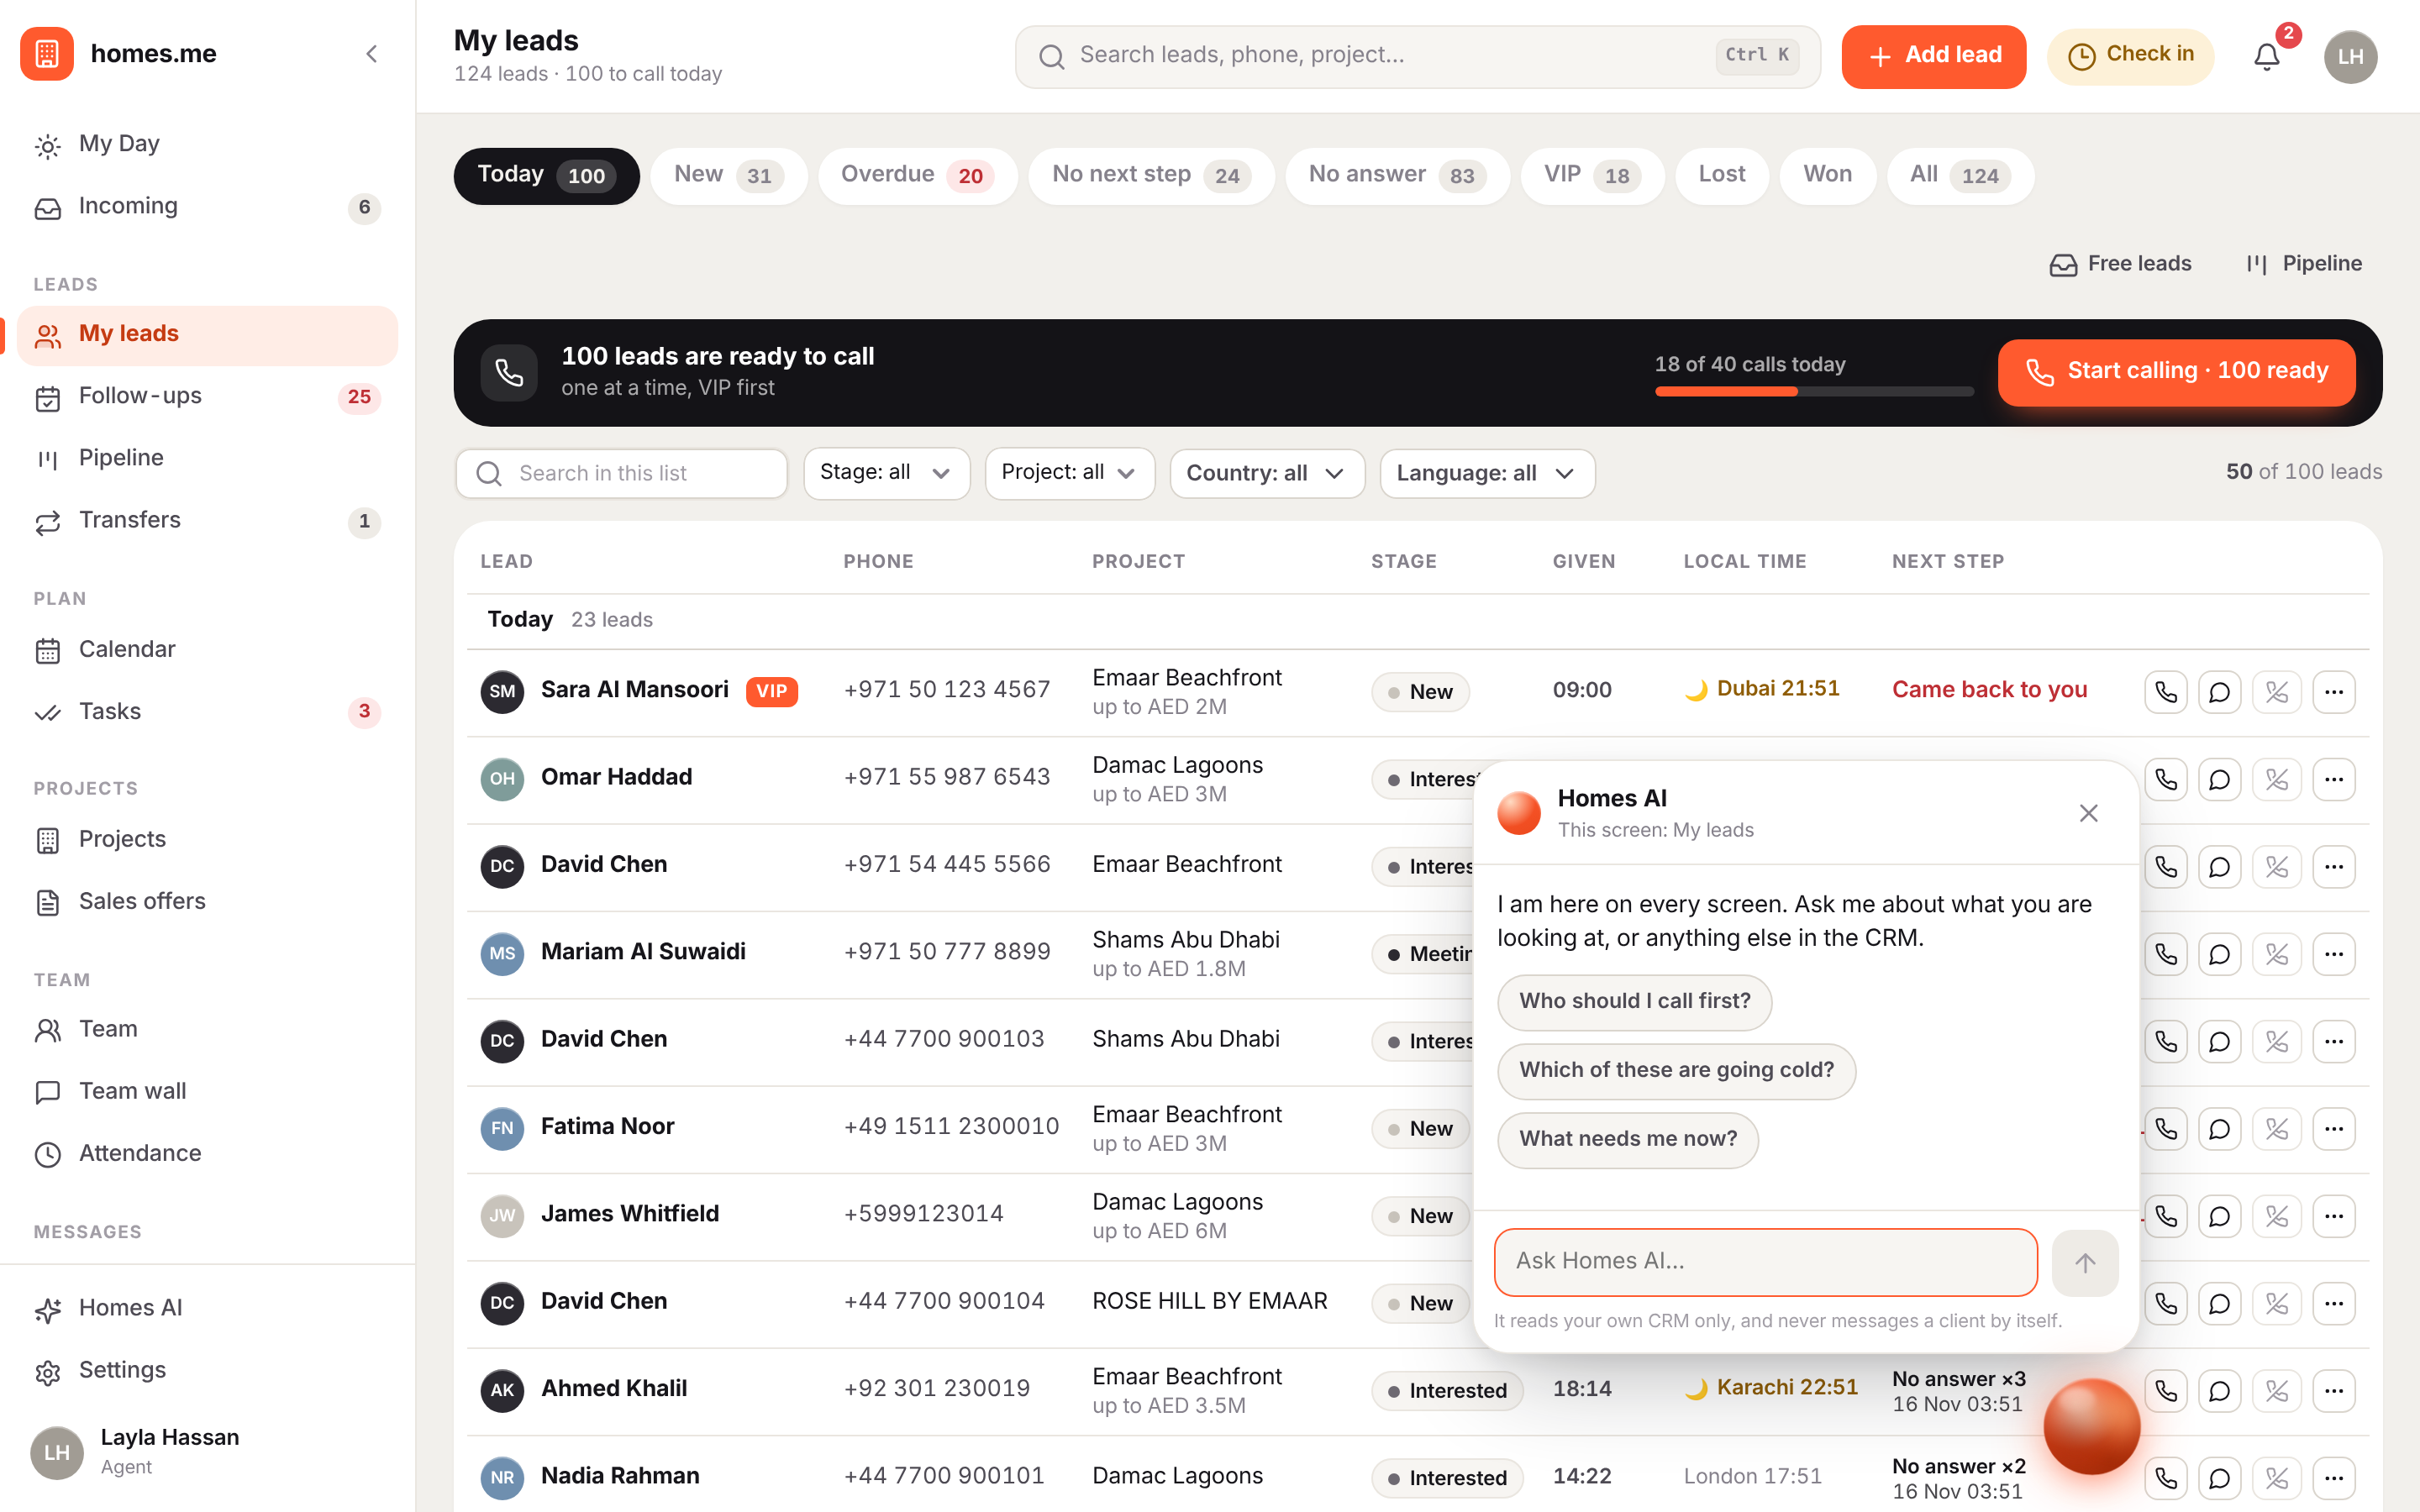 homes.me
My Day
Incoming 6
LEADS
My leads
Follow-ups 25
Pipeline
Transfers 1
PLAN
Calendar
Tasks 3
PROJECTS
Projects
Sales offers
TEAM
Team
Team wall
Attendance
MESSAGES
Homes AI
Settings
LH Layla Hassan
Agent
My leads
124 leads · 100 to call today
Search leads, phone, project... Ctrl K
Add lead
Check in
2
LH
Today 100 New 31 Overdue 20 No next step 24 No answer 83 VIP 18 Lost Won All 124
Free leads Pipeline
100 leads are ready to call
one at a time, VIP first
18 of 40 calls today
Start calling · 100 ready
Search in this list Stage: all Project: all Country: all Language: all 50 of 100 leads
LEAD PHONE PROJECT STAGE GIVEN LOCAL TIME NEXT STEP
Today 23 leads
SM Sara Al Mansoori VIP +971 50 123 4567 Emaar Beachfront New 09:00 Dubai 21:51 Came back to you
up to AED 2M
OH Omar Haddad +971 55 987 6543 Damac Lagoons
up to AED 3M
DC David Chen +971 54 445 5566 Emaar Beachfront
MS Mariam Al Suwaidi +971 50 777 8899 Shams Abu Dhabi
up to AED 1.8M
DC David Chen +44 7700 900103 Shams Abu Dhabi
FN Fatima Noor +49 1511 2300010 Emaar Beachfront New
up to AED 3M
JW James Whitfield +5999123014 Damac Lagoons New
up to AED 6M
DC David Chen +44 7700 900104 ROSE HILL BY EMAAR New
AK Ahmed Khalil +92 301 230019 Emaar Beachfront Interested 18:14 Karachi 22:51 No answer ×3
up to AED 3.5M 16 Nov 03:51
NR Nadia Rahman +44 7700 900101 Damac Lagoons Interested 14:22 London 17:51 No answer ×2
16 Nov 03:51
Homes AI
This screen: My leads
I am here on every screen. Ask me about what you are
looking at, or anything else in the CRM.
Who should I call first?
Which of these are going cold?
What needs me now?
Ask Homes AI...
It reads your own CRM only, and never messages a client by itself.